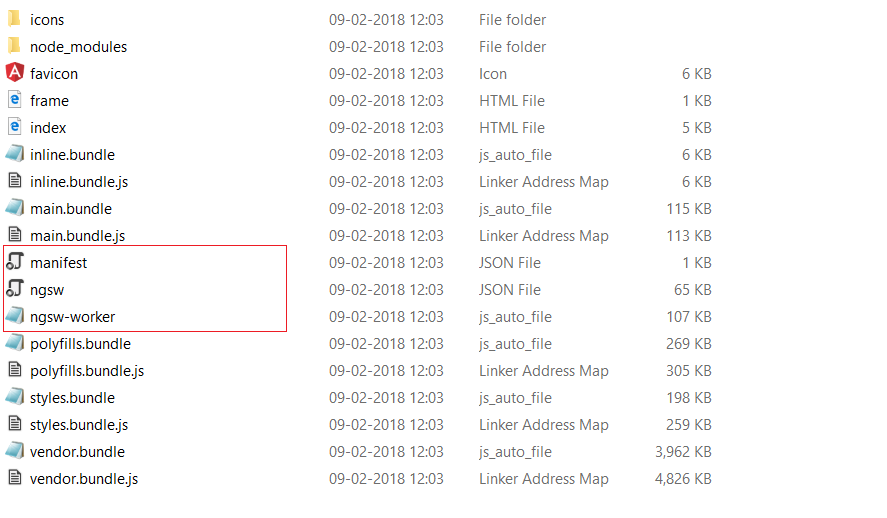 icons 09-02-2018 12:03 File folder
node_modules 09-02-2018 12:03 File folder
favicon 09-02-2018 12:03 Icon 6 KB
frame 09-02-2018 12:03 HTML File 1 KB
index 09-02-2018 12:03 HTML File 5 KB
inline.bundle 09-02-2018 12:03 js_auto_file 6 KB
inline.bundle.js 09-02-2018 12:03 Linker Address Map 6 KB
main.bundle 09-02-2018 12:03 js_auto_file 115 KB
main.bundle.js 09-02-2018 12:03 Linker Address Map 113 KB
manifest 09-02-2018 12:03 JSON File 1 KB
ngsw 09-02-2018 12:03 JSON File 65 KB
ngsw-worker 09-02-2018 12:03 js_auto_file 107 KB
polyfills.bundle 09-02-2018 12:03 js_auto_file 269 KB
polyfills.bundle.js 09-02-2018 12:03 Linker Address Map 305 KB
styles.bundle 09-02-2018 12:03 js_auto_file 198 KB
styles.bundle.js 09-02-2018 12:03 Linker Address Map 259 KB
vendor.bundle 09-02-2018 12:03 js_auto_file 3,962 KB
vendor.bundle.js 09-02-2018 12:03 Linker Address Map 4,826 KB